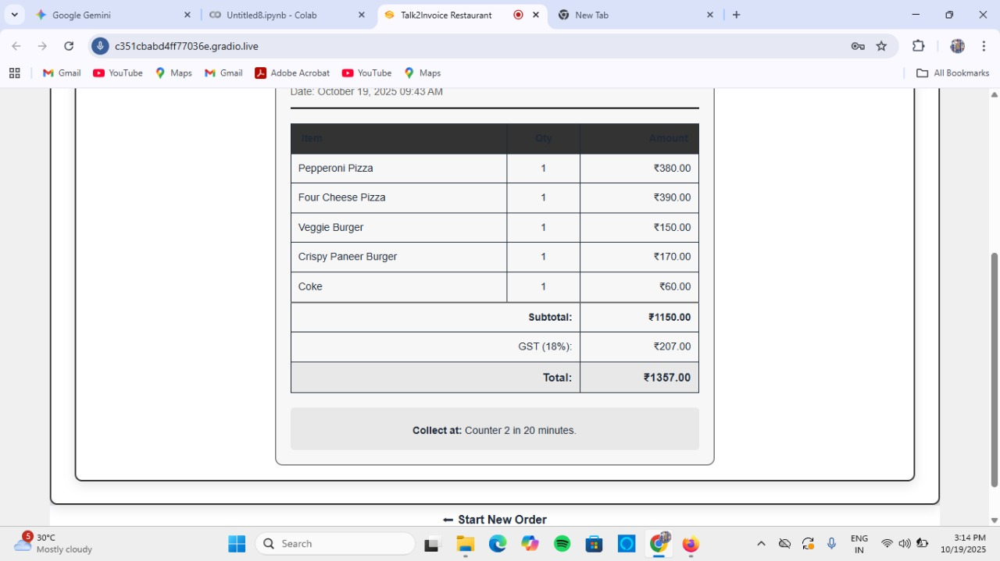 Google Gemini
Untitled8.ipynb - Colab
Talk2Invoice Restaurant
New Tab
c351cbabd4ff77036e.gradio.live
Gmail YouTube Maps Gmail Adobe Acrobat YouTube Maps All Bookmarks
Date: October 19, 2025 09:43 AM
Item Qty Amount
Pepperoni Pizza 1 ₹380.00
Four Cheese Pizza 1 ₹390.00
Veggie Burger 1 ₹150.00
Crispy Paneer Burger 1 ₹170.00
Coke 1 ₹60.00
Subtotal: ₹1150.00
GST (18%): ₹207.00
Total: ₹1357.00
Collect at: Counter 2 in 20 minutes.
⬅ Start New Order
5
30°C
Mostly cloudy
Search
ENG
IN
3:14 PM
10/19/2025